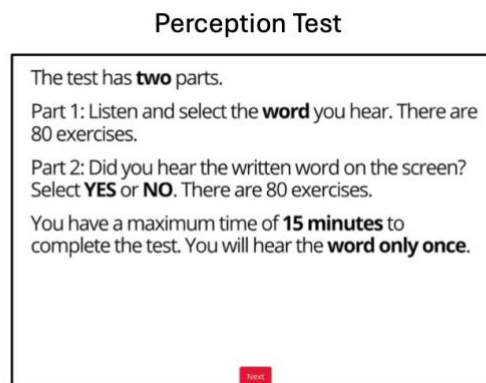 Perception Test
The test has two parts.
Part 1: Listen and select the word you hear. There are
80 exercises.
Part 2: Did you hear the written word on the screen?
Select YES or NO. There are 80 exercises.
You have a maximum time of 15 minutes to
complete the test. You will hear the word only once.
Next